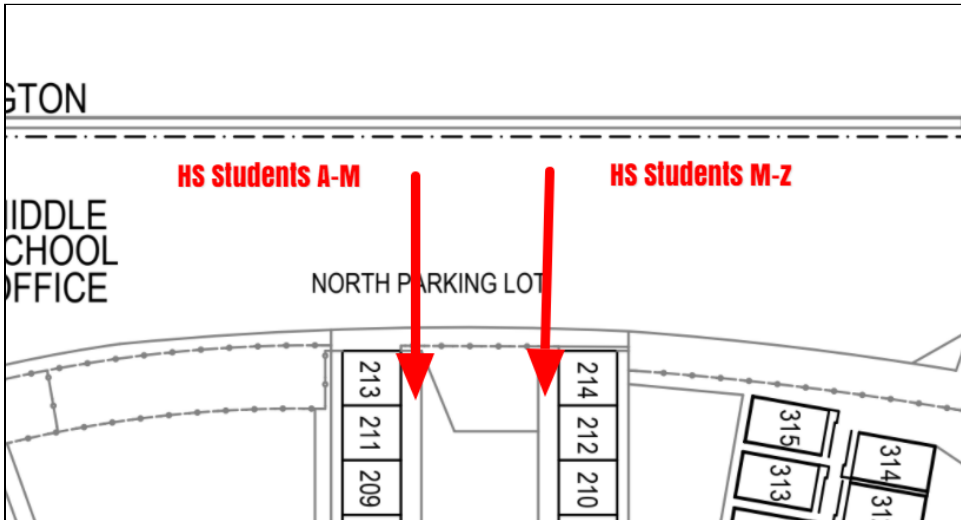 GTON
HS Students A-M
HS Students M-Z
IDDLE
CHOOL
OFFICE
NORTH PARKING LOT
213
214
211
212
209
210
315
314
313